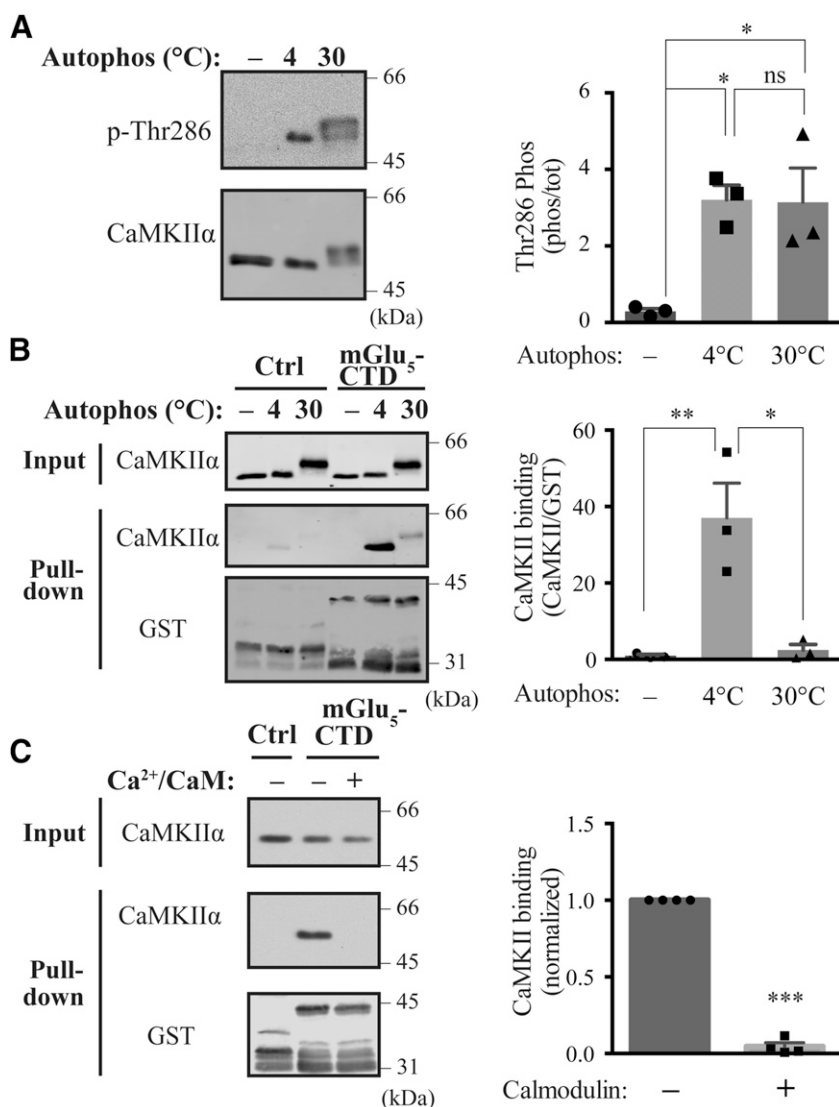 A
Autophos (°C): – 4 30
p-Thr286
66
45
CaMKIIα
66
45
(kDa)
Thr286 Phos
(phos/tot)
6
4
2
0
*
*
ns
Autophos: – 4°C 30°C
B
Ctrl
mGlu5-
CTD
Autophos (°C): – 4 30 – 4 30
Input
CaMKIIα
66
Pull-
down
CaMKIIα
66
GST
45
31
(kDa)
CaMKII binding
(CaMKII/GST)
60
40
20
0
**
*
Autophos: – 4°C 30°C
C
Ctrl
mGlu5-
CTD
Ca2+/CaM: – – +
Input
CaMKIIα
66
45
Pull-
down
CaMKIIα
66
45
GST
45
31
(kDa)
CaMKII binding
(normalized)
1.5
1.0
0.5
0.0
***
Calmodulin: – +